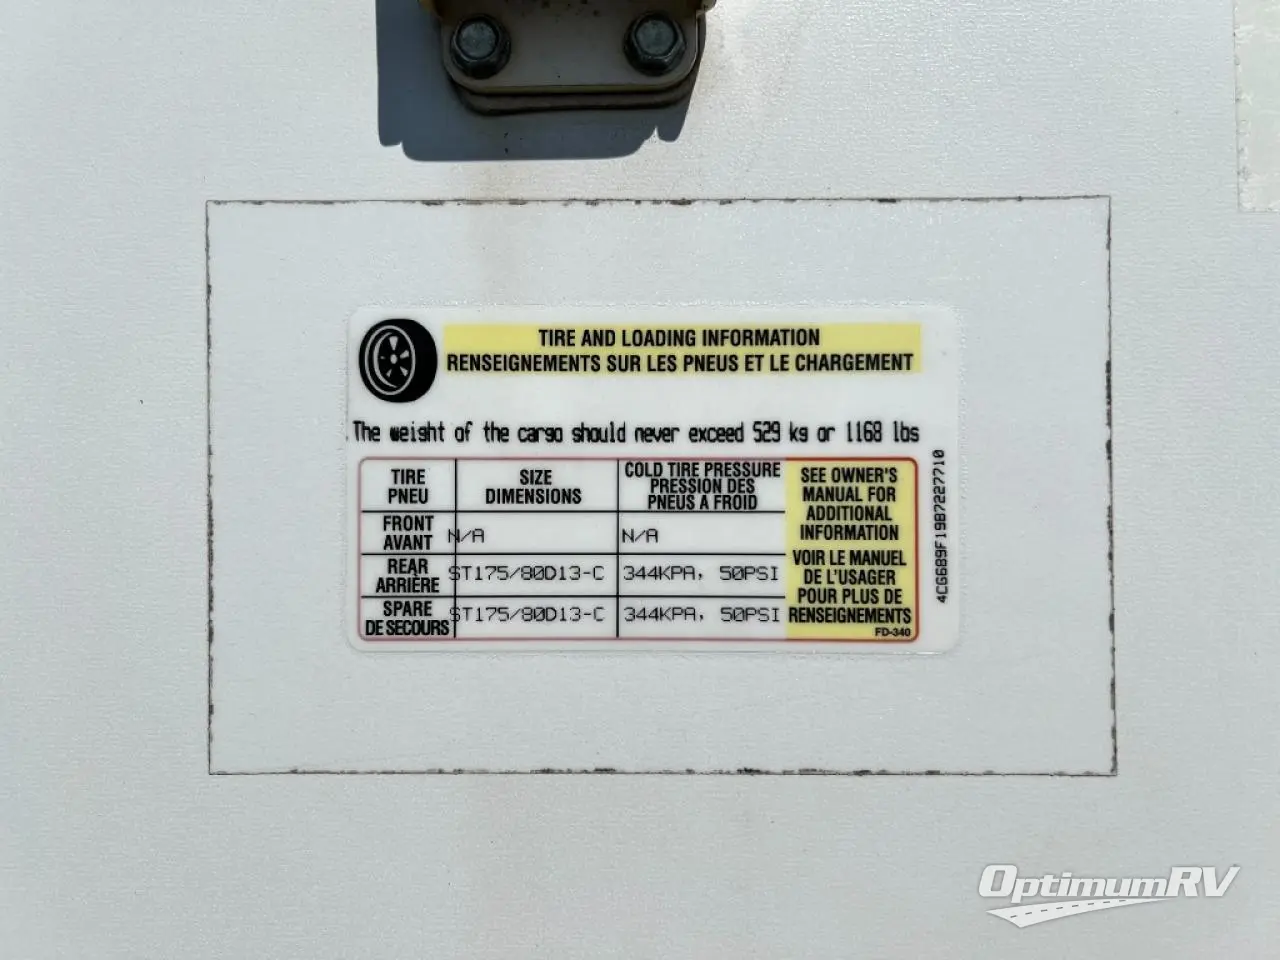 TIRE AND LOADING INFORMATION
RENSEIGNEMENTS SUR LES PNEUS ET LE CHARGEMENT
The weight of the cargo should never exceed 529 kg or 1168 lbs
TIRE
PNEU
SIZE
DIMENSIONS
COLD TIRE PRESSURE
PRESSION DES
PNEUS A FROID
FRONT
AVANT
N/A
N/A
REAR
ARRIÈRE
ST175/80D13-C
344KPA, 50PSI
SPARE
DE SECOURS
ST175/80D13-C
344KPA, 50PSI
SEE OWNER'S
MANUAL FOR
ADDITIONAL
INFORMATION
VOIR LE MANUEL
DE L'USAGER
POUR PLUS DE
RENSEIGNEMENTS
FD-340
4CG689F19B7227710
OptimumRV